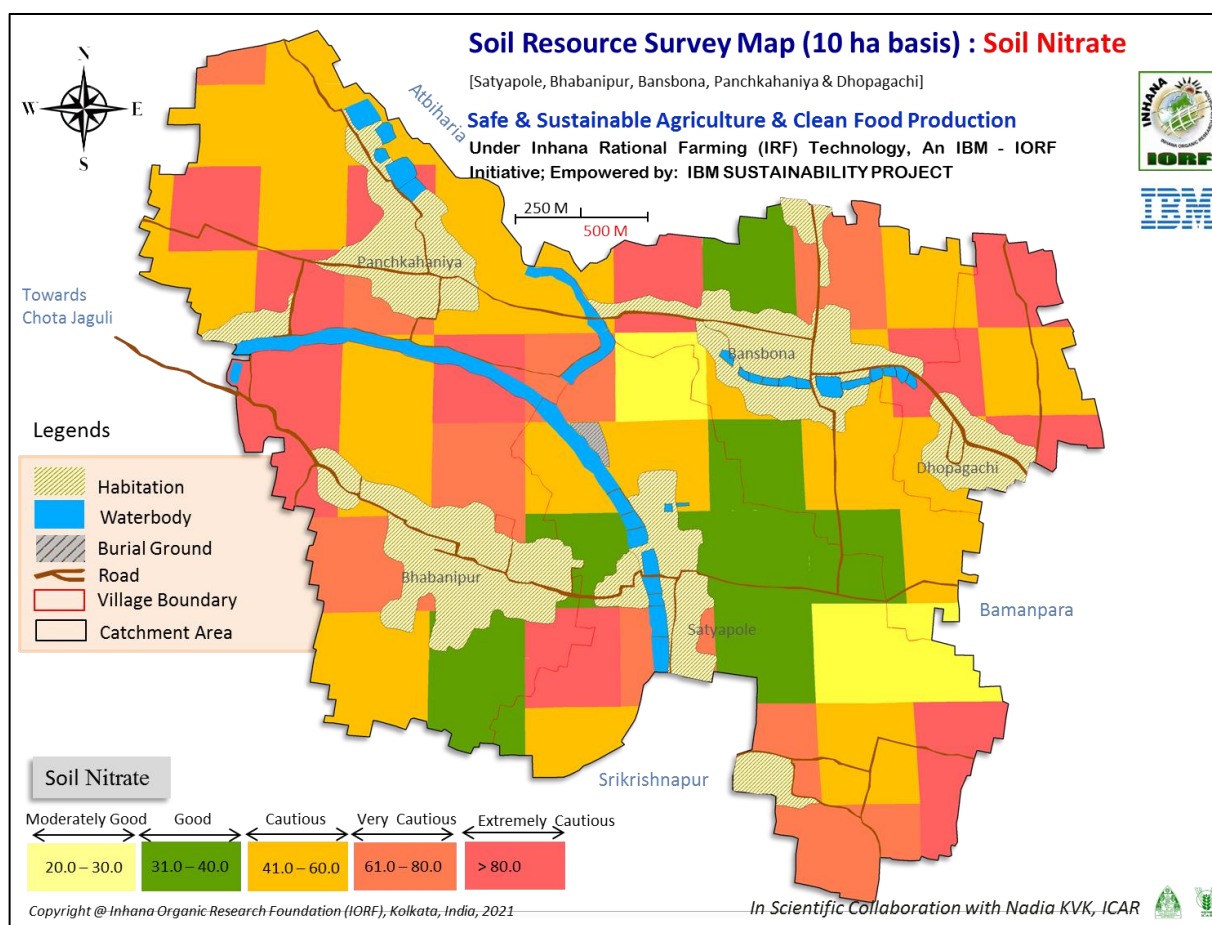 Soil Resource Survey Map (10 ha basis) : Soil Nitrate
[Satyapole, Bhabanipur, Bansbona, Panchkahaniya & Dhopagachi]
Safe & Sustainable Agriculture & Clean Food Production
Under Inhana Rational Farming (IRF) Technology, An IBM - IORF
Initiative; Empowered by: IBM SUSTAINABILITY PROJECT
N
W
E
S
INHANA
IORF
IBM
250 M
500 M
Atbiharia
Panchkahaniya
Towards
Chota Jaguli
Bansbona
Dhopagachi
Bhabanipur
Satyapole
Bamanpara
Srikrishnapur
Legends
Habitation
Waterbody
Burial Ground
Road
Village Boundary
Catchment Area
Soil Nitrate
Moderately Good Good Cautious Very Cautious Extremely Cautious
20.0 – 30.0 31.0 – 40.0 41.0 – 60.0 61.0 – 80.0 > 80.0
Copyright @ Inhana Organic Research Foundation (IORF), Kolkata, India, 2021
In Scientific Collaboration with Nadia KVK, ICAR